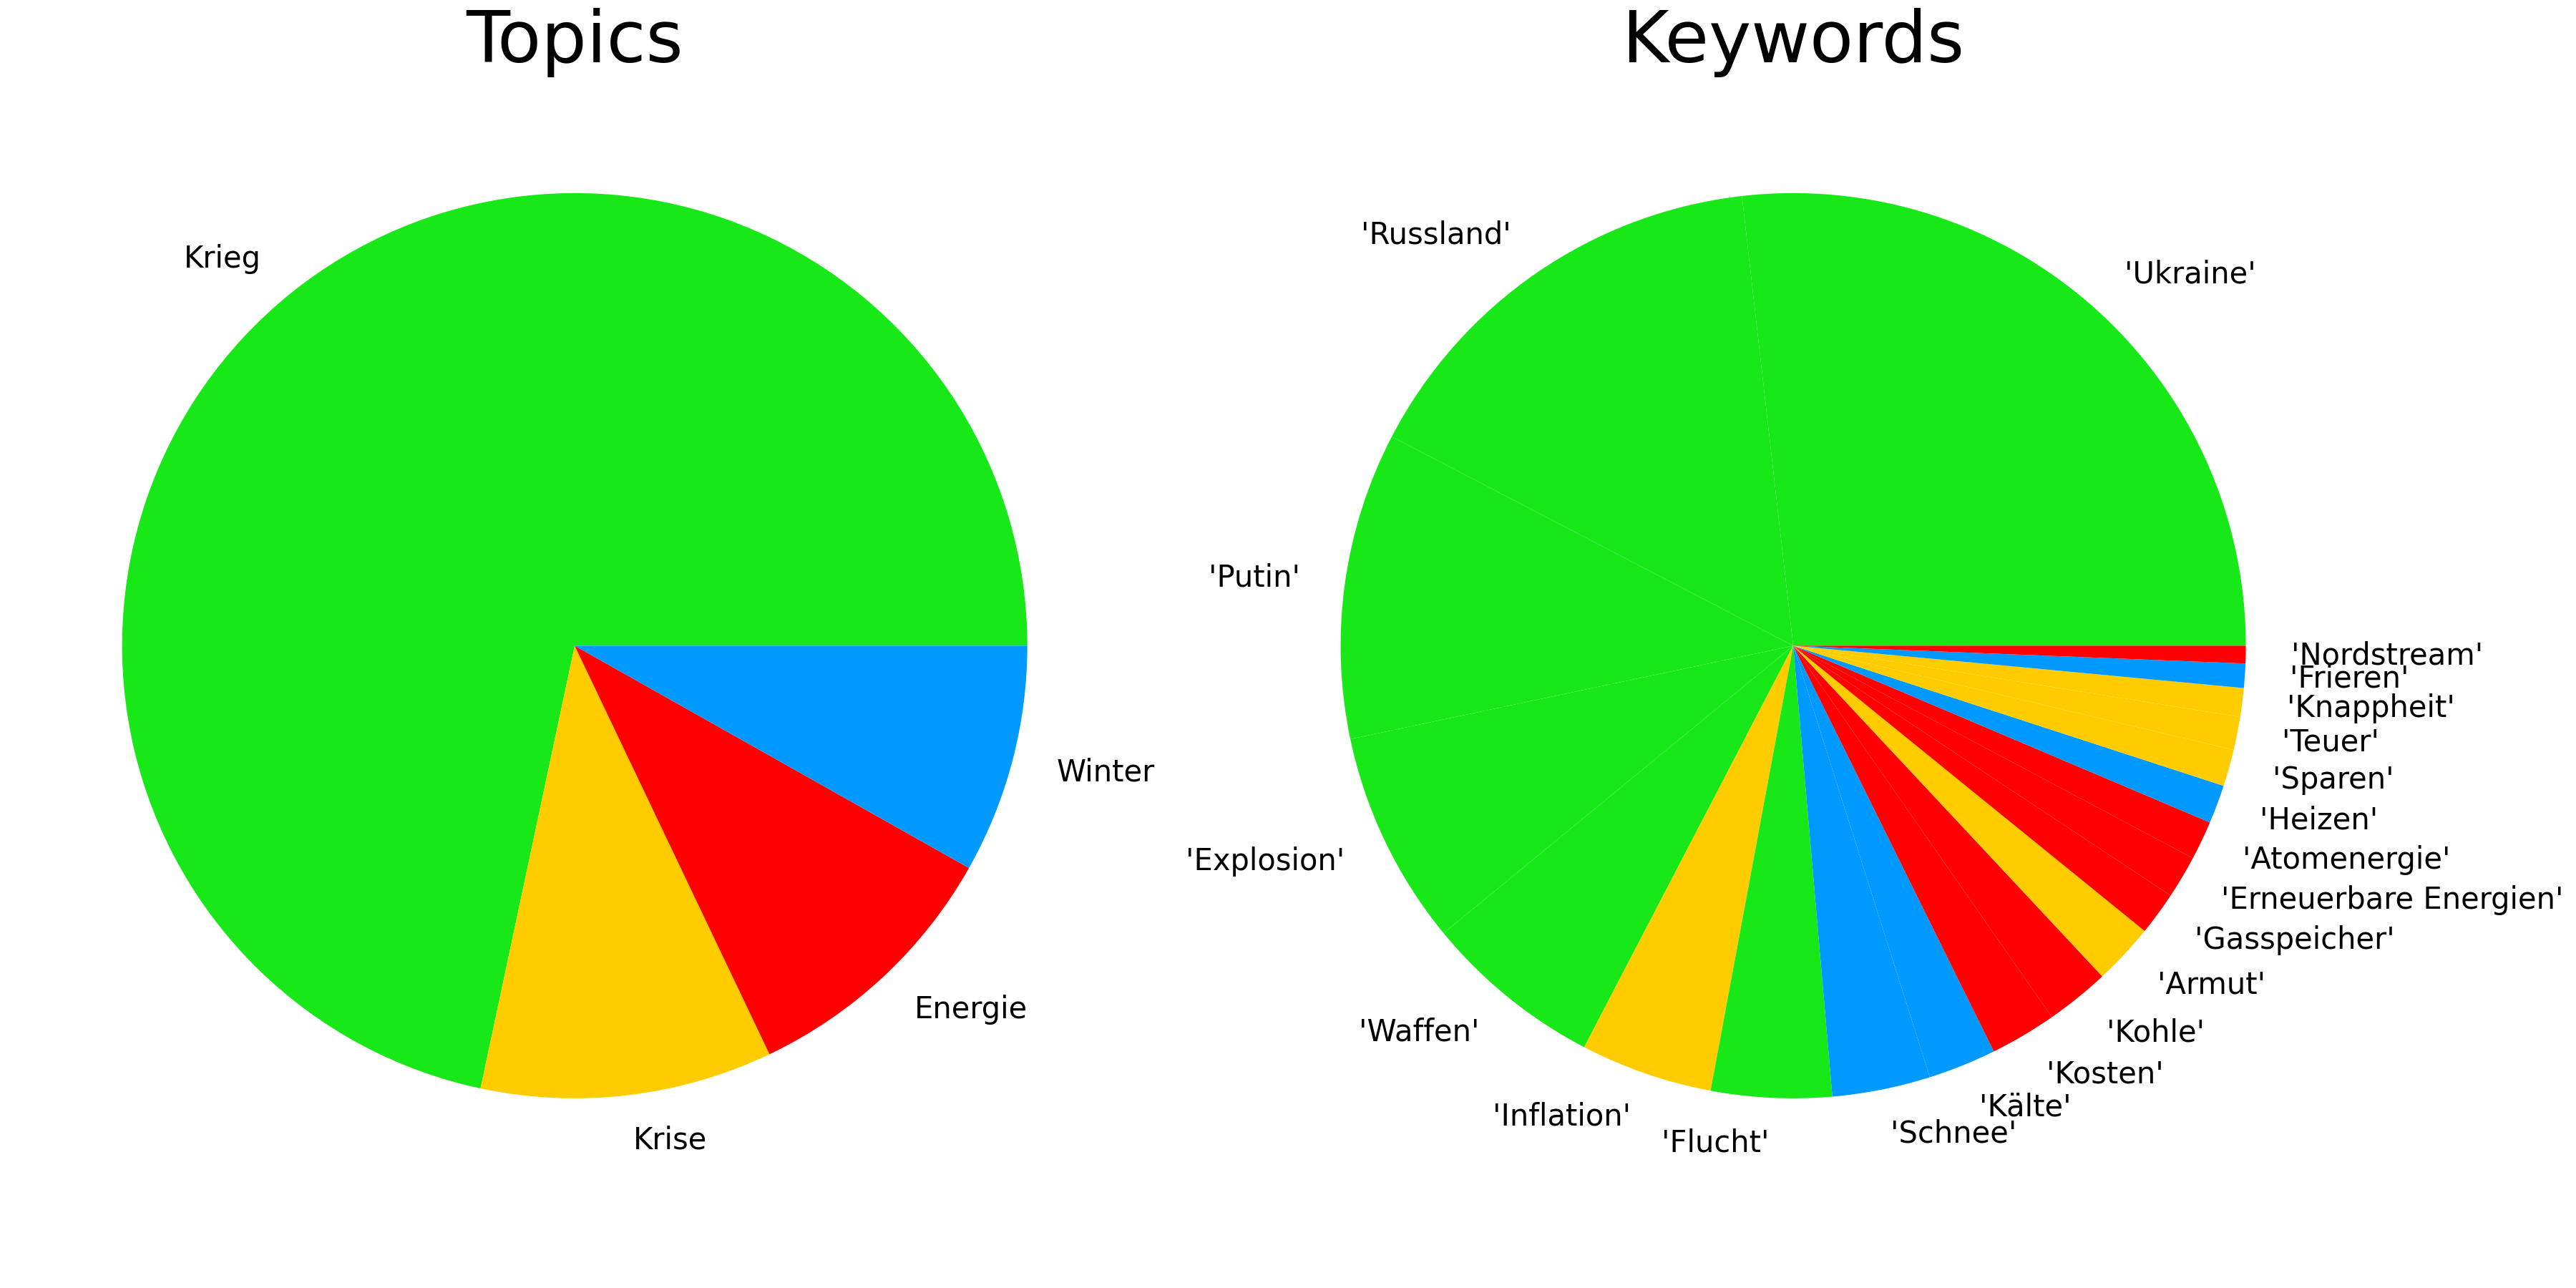 Topics
Krieg
Krise
Energie
Winter
Keywords
'Ukraine'
'Russland'
'Putin'
'Explosion'
'Waffen'
'Inflation'
'Flucht'
'Schnee'
'Kälte'
'Kosten'
'Kohle'
'Armut'
'Gasspeicher'
'Erneuerbare Energien'
'Atomenergie'
'Heizen'
'Sparen'
'Teuer'
'Knappheit'
'Frieren'
'Nordstream'